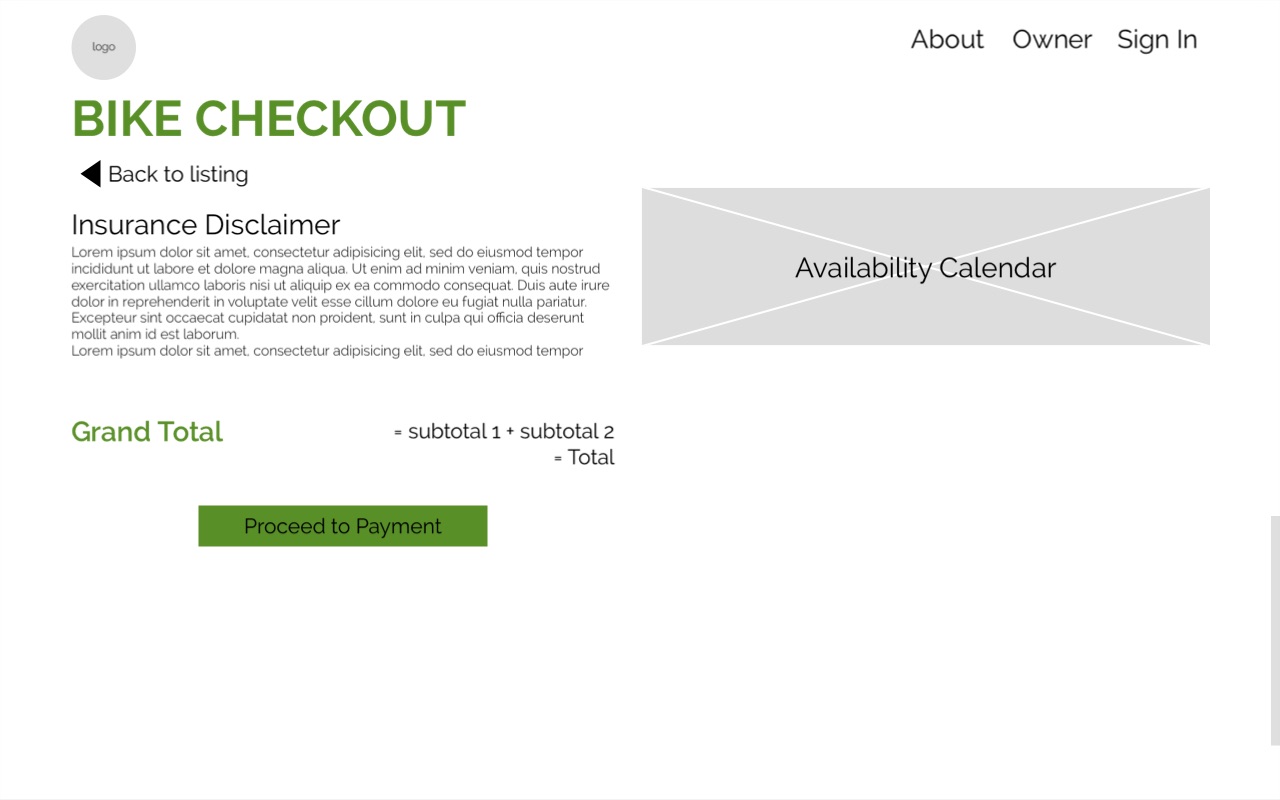 logo
About Owner Sign In
BIKE CHECKOUT
Back to listing
Insurance Disclaimer
Lorem ipsum dolor sit amet, consectetur adipisicing elit, sed do eiusmod tempor
incididunt ut labore et dolore magna aliqua. Ut enim ad minim veniam, quis nostrud
exercitation ullamco laboris nisi ut aliquip ex ea commodo consequat. Duis aute irure
dolor in reprehenderit in voluptate velit esse cillum dolore eu fugiat nulla pariatur.
Excepteur sint occaecat cupidatat non proident, sunt in culpa qui officia deserunt
mollit anim id est laborum.
Lorem ipsum dolor sit amet, consectetur adipisicing elit, sed do eiusmod tempor
Availability Calendar
Grand Total
= subtotal 1 + subtotal 2
= Total
Proceed to Payment